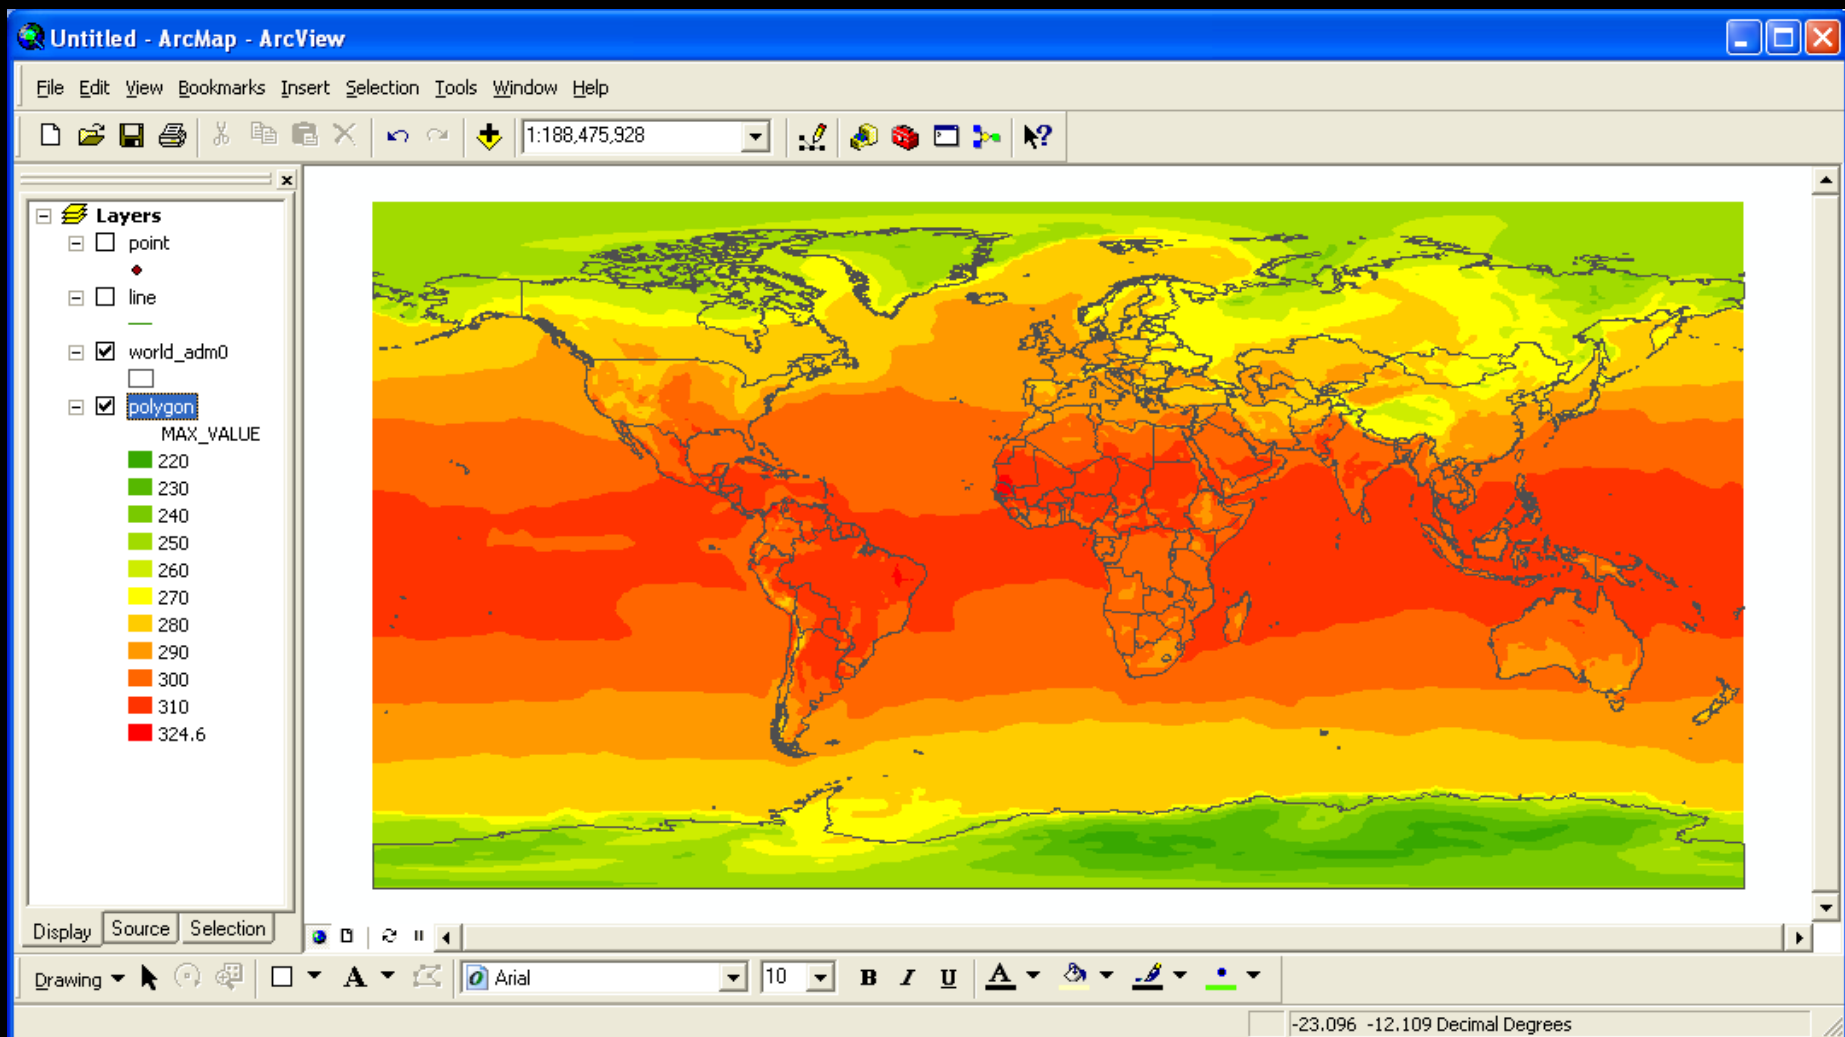 Untitled - ArcMap - ArcView
File Edit View Bookmarks Insert Selection Tools Window Help
1:188,475,928
Layers
point
line
world_adm0
polygon
MAX_VALUE
220
230
240
250
260
270
280
290
300
310
324.6
Display Source Selection
Drawing A Arial 10 B I U A
-23.096 -12.109 Decimal Degrees